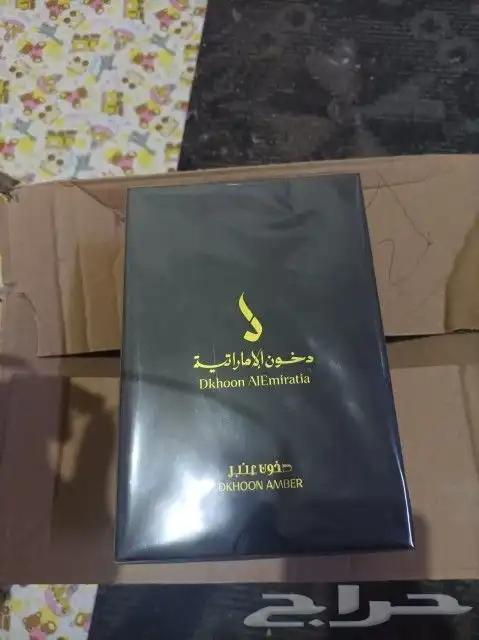 دخون الإماراتية
Dkhoon AlEmiratia
دخون عنبر
DKHOON AMBER
حراج